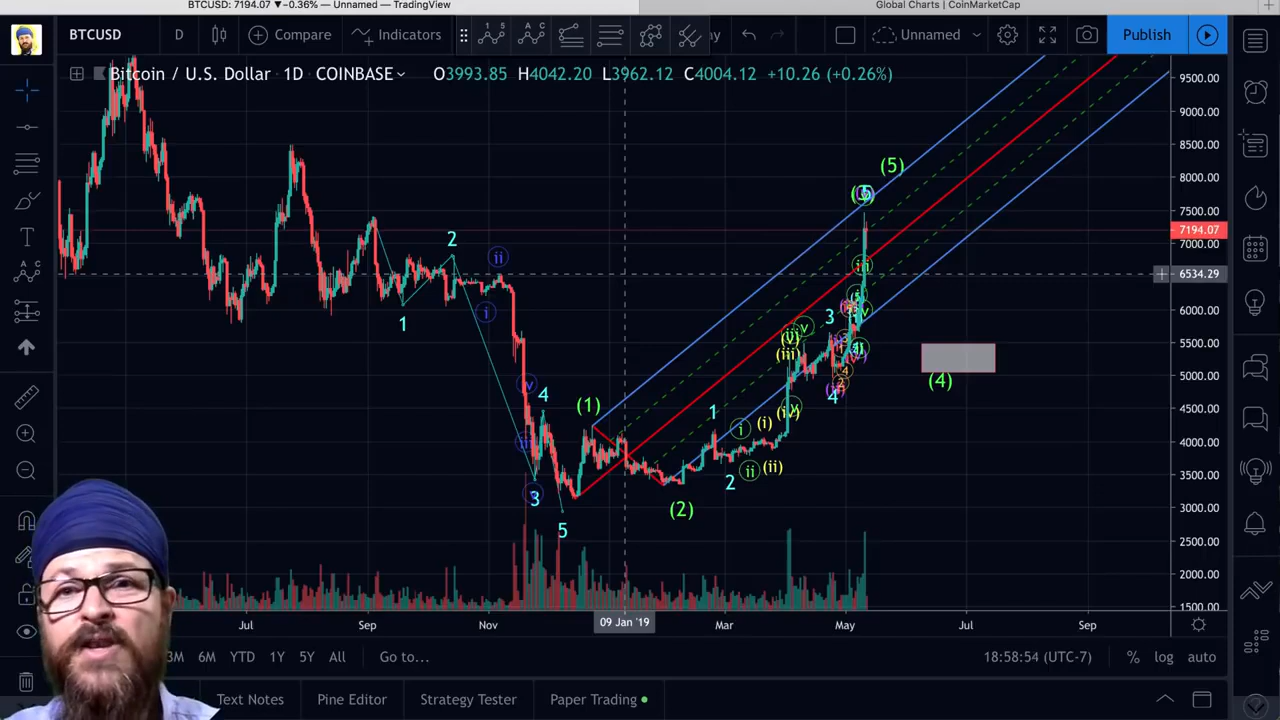 BTCUSD: 7194.07 ▼-0.36% — Unnamed — TradingView
Global Charts | CoinMarketCap
BTCUSD D Compare Indicators Unnamed Publish
Bitcoin / U.S. Dollar 1D COINBASE O3993.85 H4042.20 L3962.12 C4004.12 +10.26 (+0.26%)
9500.00
9000.00
8500.00
8000.00
7500.00
7194.07
7000.00
6534.29
6000.00
5500.00
5000.00
4500.00
4000.00
3500.00
3000.00
2500.00
2000.00
1500.00
(5)
2
ii
iii
i
1
3
v
(4)
4
4
(1)
1
i
(i)
(ii)
ii
2
3
(2)
5
Jul Sep Nov 09 Jan '19 Mar May Jul Sep
3M 6M YTD 1Y 5Y All Go to... 18:58:54 (UTC-7) % log auto
Text Notes Pine Editor Strategy Tester Paper Trading